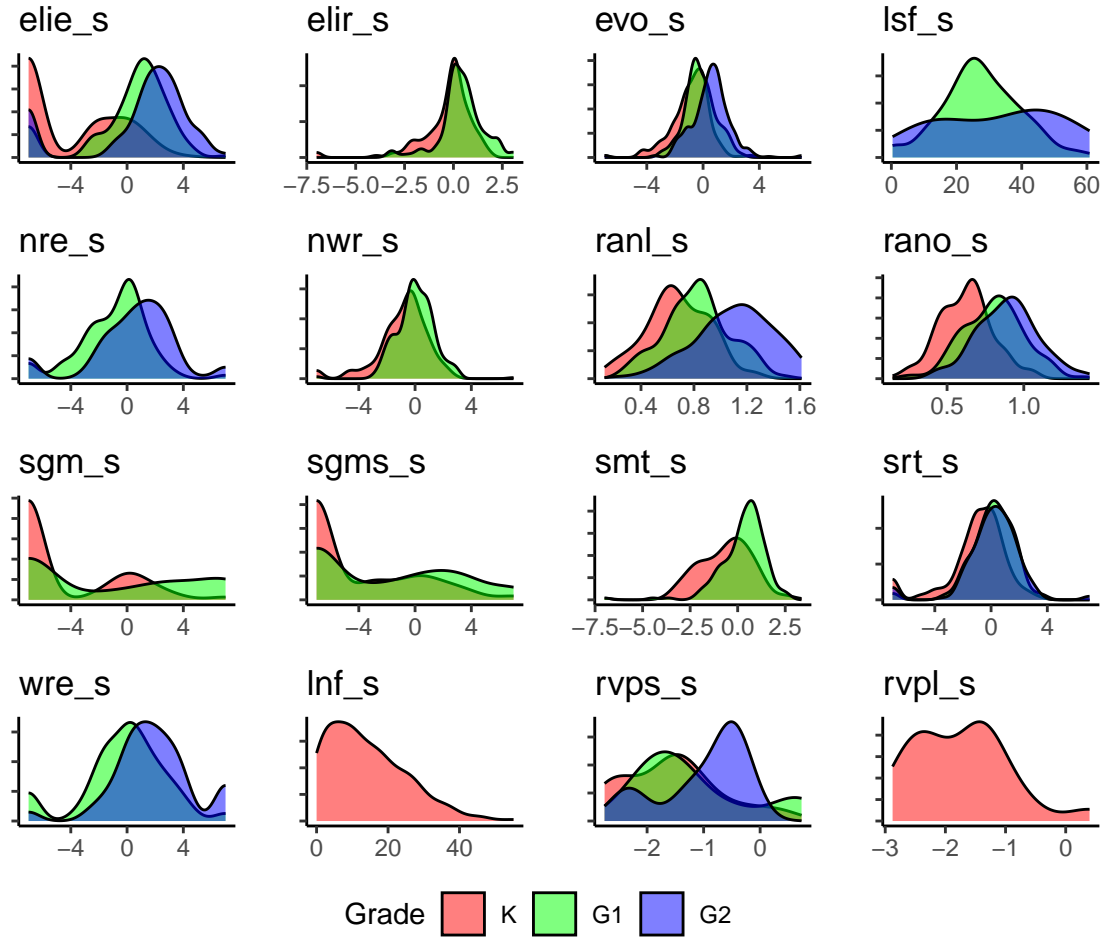 elie_s elir_s evo_s lsf_s
−4 0 4 −7.5 −5.0 −2.5 0.0 2.5 −4 0 4 0 20 40 60
nre_s nwr_s ranl_s rano_s
−4 0 4 −4 0 4 0.4 0.8 1.2 1.6 0.5 1.0
sgm_s sgms_s smt_s srt_s
−4 0 4 −4 0 4 −7.5 −5.0 −2.5 0.0 2.5 −4 0 4
wre_s lnf_s rvps_s rvpl_s
−4 0 4 0 20 40 −2 −1 0 −3 −2 −1 0
Grade K G1 G2